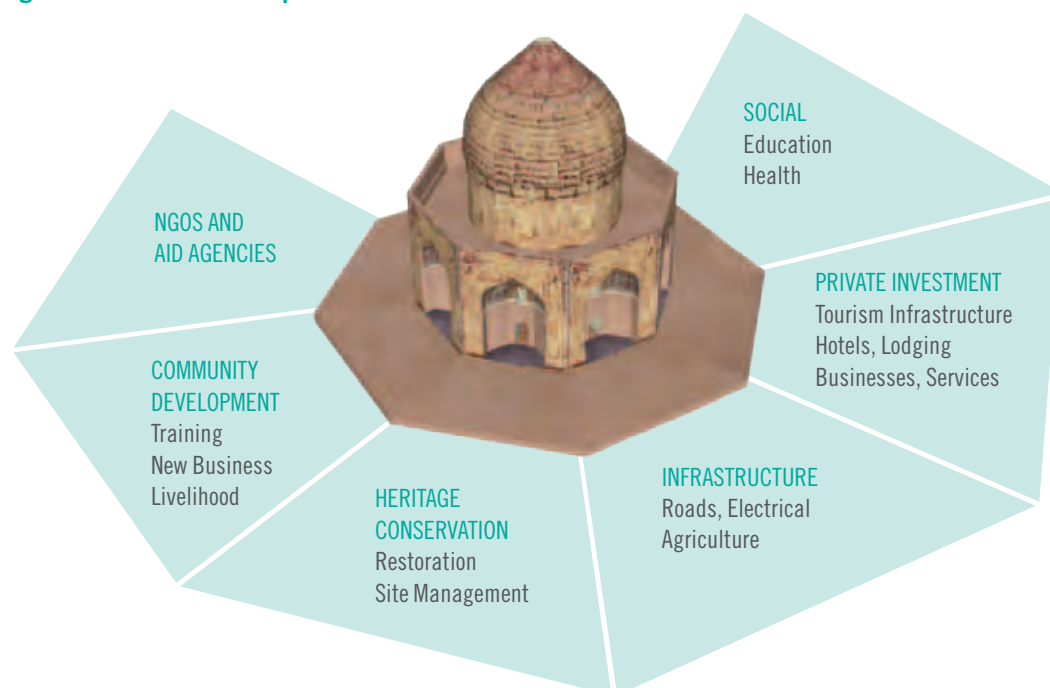 SOCIAL
Education
Health
NGOS AND
AID AGENCIES
PRIVATE INVESTMENT
Tourism Infrastructure
Hotels, Lodging
Businesses, Services
COMMUNITY
DEVELOPMENT
Training
New Business
Livelihood
HERITAGE
CONSERVATION
Restoration
Site Management
INFRASTRUCTURE
Roads, Electrical
Agriculture